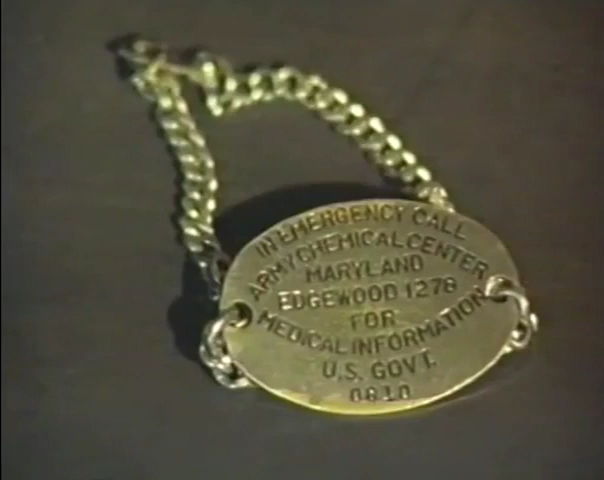 IN EMERGENCY CALL
ARMY CHEMICAL CENTER
MARYLAND
EDGEWOOD 1278
FOR
MEDICAL INFORMATION
U.S. GOVT.
0810